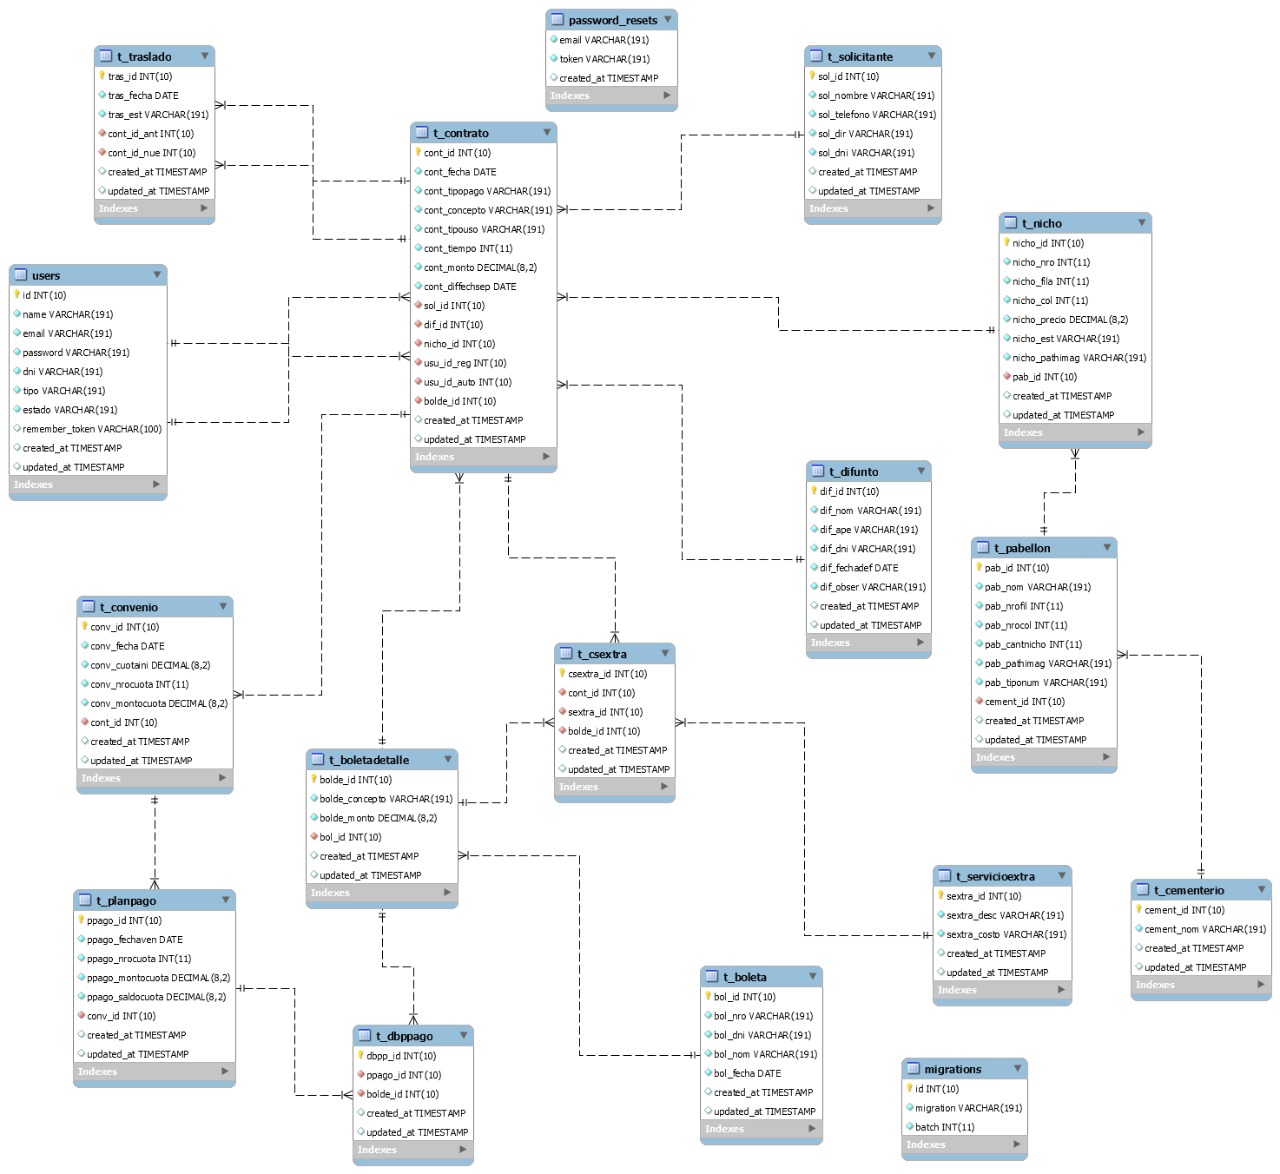 password_resets
email VARCHAR(191)
token VARCHAR(191)
created_at TIMESTAMP
Indexes
t_traslado
tras_id INT(10)
tras_fecha DATE
tras_est VARCHAR(191)
cont_id_ant INT(10)
cont_id_nue INT(10)
created_at TIMESTAMP
updated_at TIMESTAMP
Indexes
t_solicitante
sol_id INT(10)
sol_nombre VARCHAR(191)
sol_telefono VARCHAR(191)
sol_dir VARCHAR(191)
sol_dni VARCHAR(191)
created_at TIMESTAMP
updated_at TIMESTAMP
Indexes
t_contrato
cont_id INT(10)
cont_fecha DATE
cont_tipopago VARCHAR(191)
cont_concepto VARCHAR(191)
cont_tipouso VARCHAR(191)
cont_tiempo INT(11)
cont_monto DECIMAL(8,2)
cont_diffechsep DATE
sol_id INT(10)
dif_id INT(10)
nicho_id INT(10)
usu_id_reg INT(10)
usu_id_auto INT(10)
bolde_id INT(10)
created_at TIMESTAMP
updated_at TIMESTAMP
Indexes
t_nicho
nicho_id INT(10)
nicho_nro INT(11)
nicho_fila INT(11)
nicho_col INT(11)
nicho_precio DECIMAL(8,2)
nicho_est VARCHAR(191)
nicho_pathimag VARCHAR(191)
pab_id INT(10)
created_at TIMESTAMP
updated_at TIMESTAMP
Indexes
users
id INT(10)
name VARCHAR(191)
email VARCHAR(191)
password VARCHAR(191)
dni VARCHAR(191)
tipo VARCHAR(191)
estado VARCHAR(191)
remember_token VARCHAR(100)
created_at TIMESTAMP
updated_at TIMESTAMP
Indexes
t_difunto
dif_id INT(10)
dif_nom VARCHAR(191)
dif_ape VARCHAR(191)
dif_dni VARCHAR(191)
dif_fechadef DATE
dif_obser VARCHAR(191)
created_at TIMESTAMP
updated_at TIMESTAMP
Indexes
t_pabellon
pab_id INT(10)
pab_nom VARCHAR(191)
pab_nrofil INT(11)
pab_nrocol INT(11)
pab_cantnicho INT(11)
pab_pathimag VARCHAR(191)
pab_tiponum VARCHAR(191)
cement_id INT(10)
created_at TIMESTAMP
updated_at TIMESTAMP
Indexes
t_convenio
conv_id INT(10)
conv_fecha DATE
conv_cuotaini DECIMAL(8,2)
conv_nrocuota INT(11)
conv_montocuota DECIMAL(8,2)
cont_id INT(10)
created_at TIMESTAMP
updated_at TIMESTAMP
Indexes
t_csextra
csextra_id INT(10)
cont_id INT(10)
sextra_id INT(10)
bolde_id INT(10)
created_at TIMESTAMP
updated_at TIMESTAMP
Indexes
t_boletadetalle
bolde_id INT(10)
bolde_concepto VARCHAR(191)
bolde_monto DECIMAL(8,2)
bol_id INT(10)
created_at TIMESTAMP
updated_at TIMESTAMP
Indexes
t_servicioextra
sextra_id INT(10)
sextra_desc VARCHAR(191)
sextra_costo VARCHAR(191)
created_at TIMESTAMP
updated_at TIMESTAMP
Indexes
t_cementerio
cement_id INT(10)
cement_nom VARCHAR(191)
created_at TIMESTAMP
updated_at TIMESTAMP
Indexes
t_planpago
ppago_id INT(10)
ppago_fechaven DATE
ppago_nrocuota INT(11)
ppago_montocuota DECIMAL(8,2)
ppago_saldocuota DECIMAL(8,2)
conv_id INT(10)
created_at TIMESTAMP
updated_at TIMESTAMP
Indexes
t_boleta
bol_id INT(10)
bol_nro VARCHAR(191)
bol_dni VARCHAR(191)
bol_nom VARCHAR(191)
bol_fecha DATE
created_at TIMESTAMP
updated_at TIMESTAMP
Indexes
t_dbppago
dbpp_id INT(10)
ppago_id INT(10)
bolde_id INT(10)
created_at TIMESTAMP
updated_at TIMESTAMP
Indexes
migrations
id INT(10)
migration VARCHAR(191)
batch INT(11)
Indexes